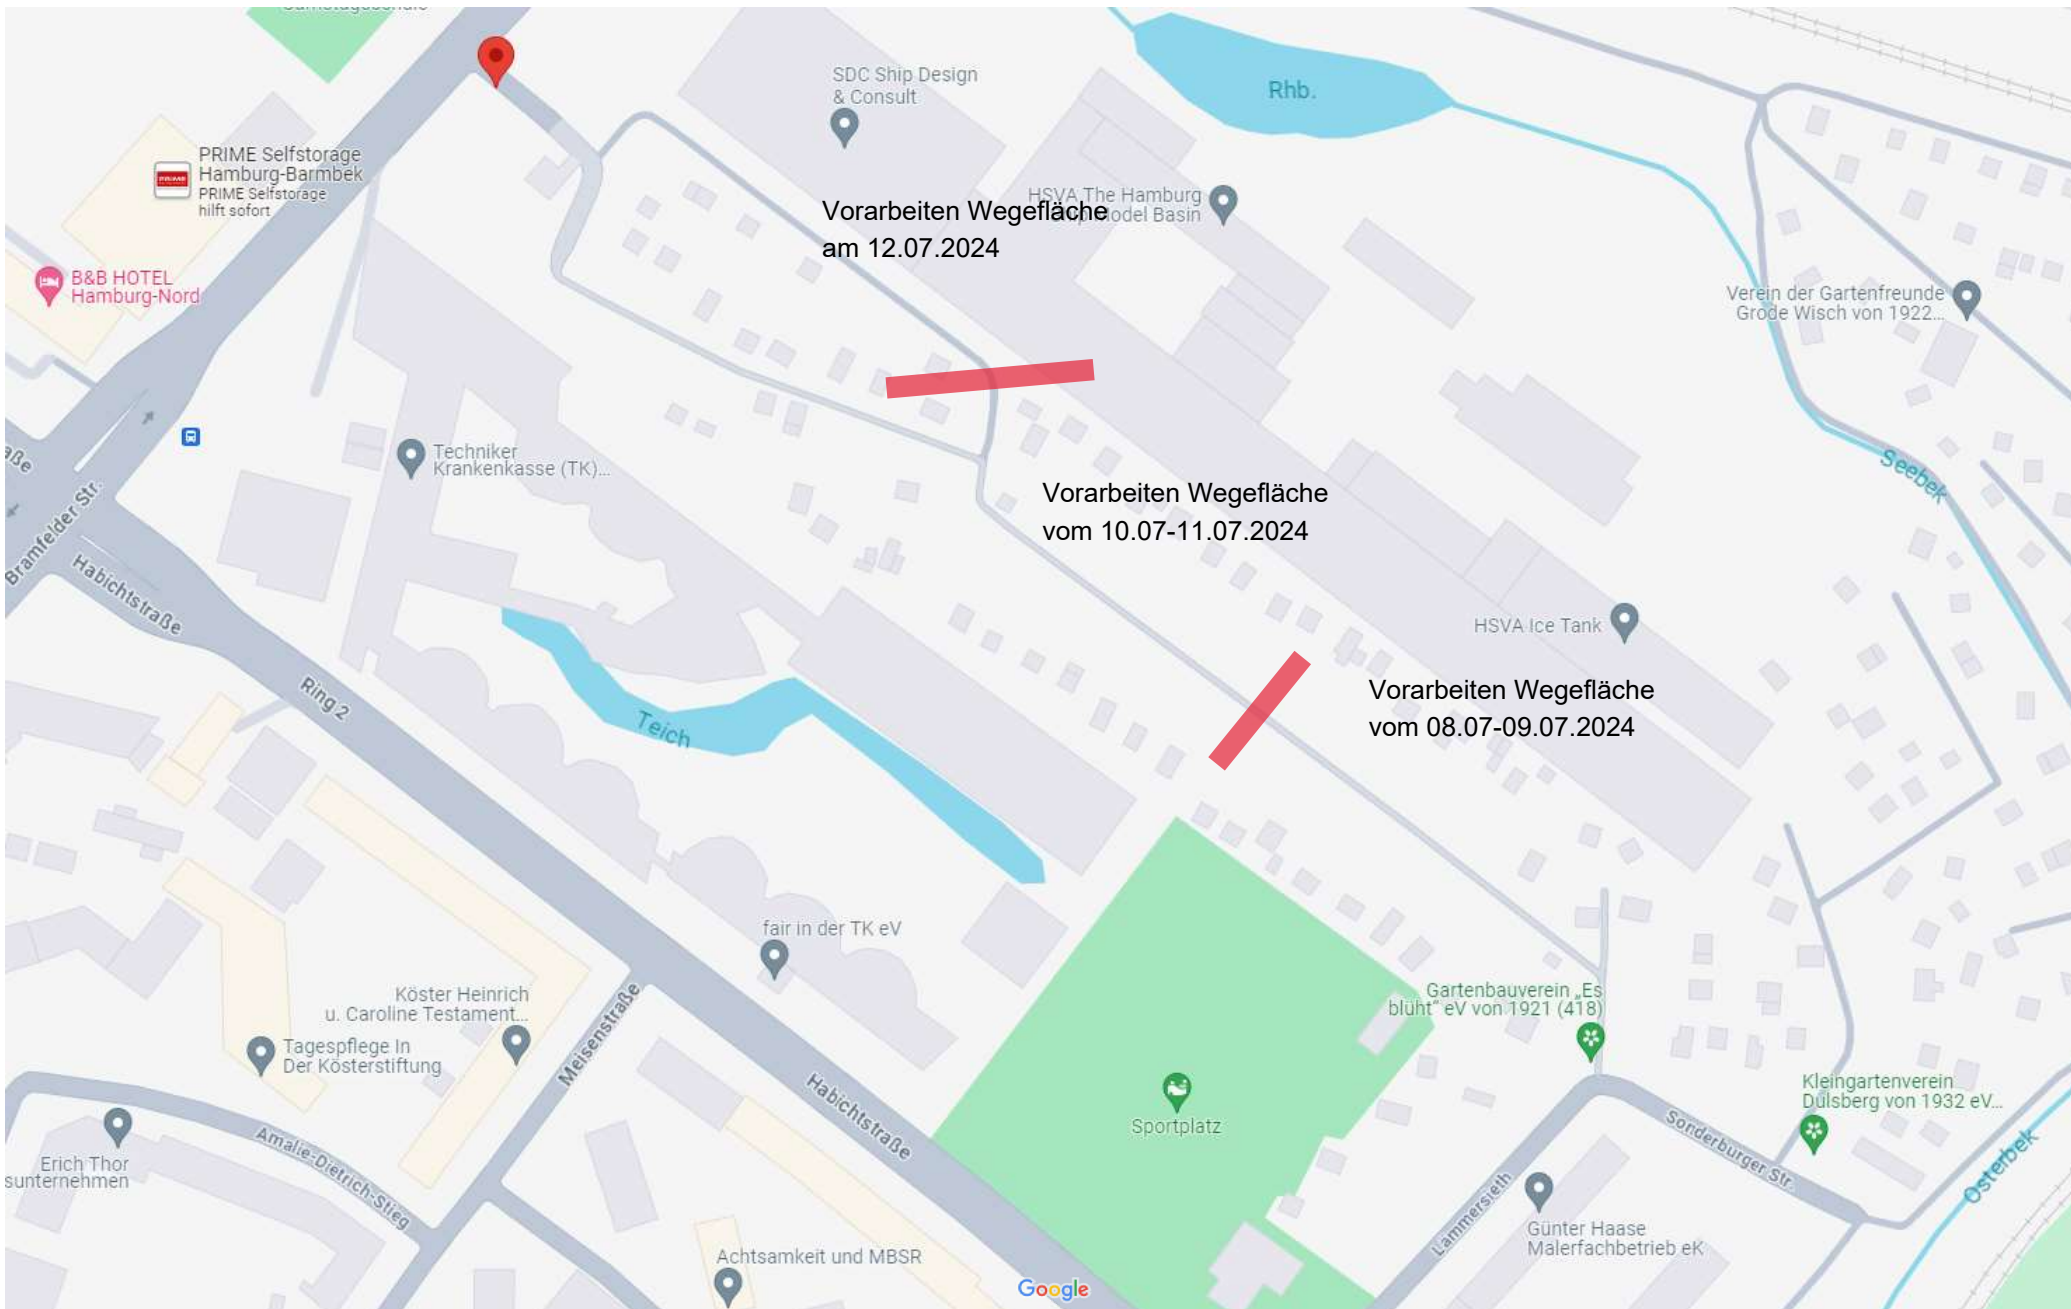 SDC Ship Design
& Consult
Rhb.
PRIME Selfstorage
Hamburg-Barmbek
PRIME Selfstorage
hilft sofort
HSVA The Hamburg
Ship Model Basin
Vorarbeiten Wegefläche
am 12.07.2024
B&B HOTEL
Hamburg-Nord
Verein der Gartenfreunde
Grode Wisch von 1922...
Techniker
Krankenkasse (TK)...
Seebek
Vorarbeiten Wegefläche
vom 10.07-11.07.2024
Bramfelder Str.
Habichtstraße
HSVA Ice Tank
Vorarbeiten Wegefläche
vom 08.07-09.07.2024
Ring 2
Teich
fair in der TK eV
Köster Heinrich
u. Caroline Testament...
Meisenstraße
Gartenbauverein „Es
blüht“ eV von 1921 (418)
Tagespflege In
Der Kösterstiftung
Habichtstraße
Kleingartenverein
Dulsberg von 1932 eV...
Sportplatz
Sonderburger Str.
Amalie-Dietrich-Stieg
Erich Thor
sunternehmen
Osterbek
Lämmersieth
Günter Haase
Malerfachbetrieb eK
Achtsamkeit und MBSR
Google